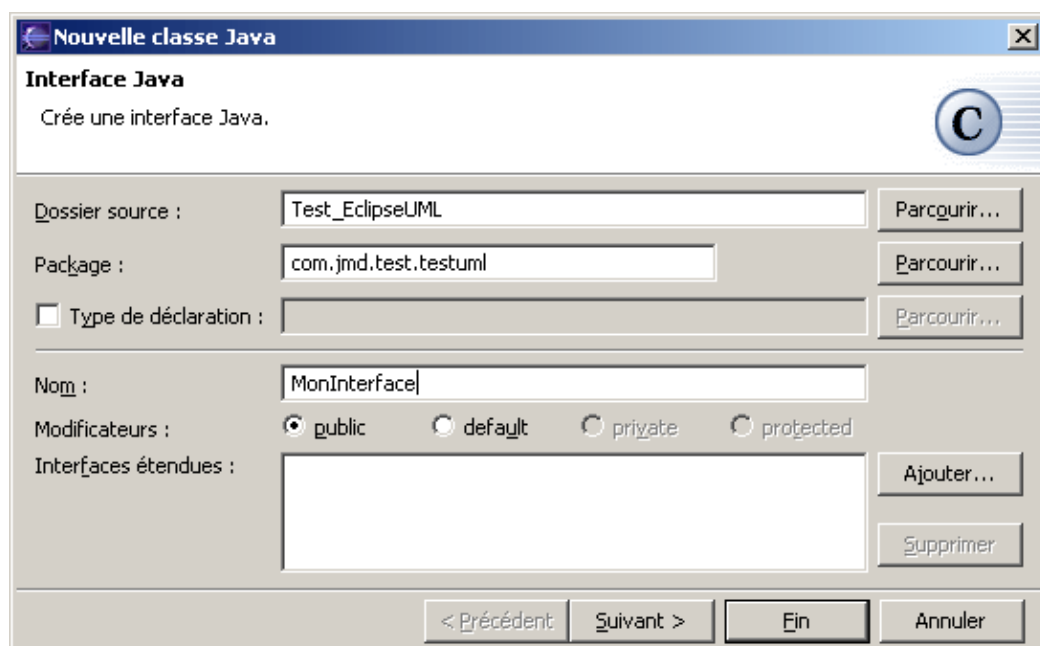 Nouvelle classe Java
Interface Java
Crée une interface Java.
C
Dossier source : Test_EclipseUML Parcourir...
Package : com.jmd.test.testuml Parcourir...
Type de déclaration : Parcourir...
Nom : MonInterface
Modificateurs : public default private protected
Interfaces étendues : Ajouter...
Supprimer
< Précédent Suivant > Fin Annuler